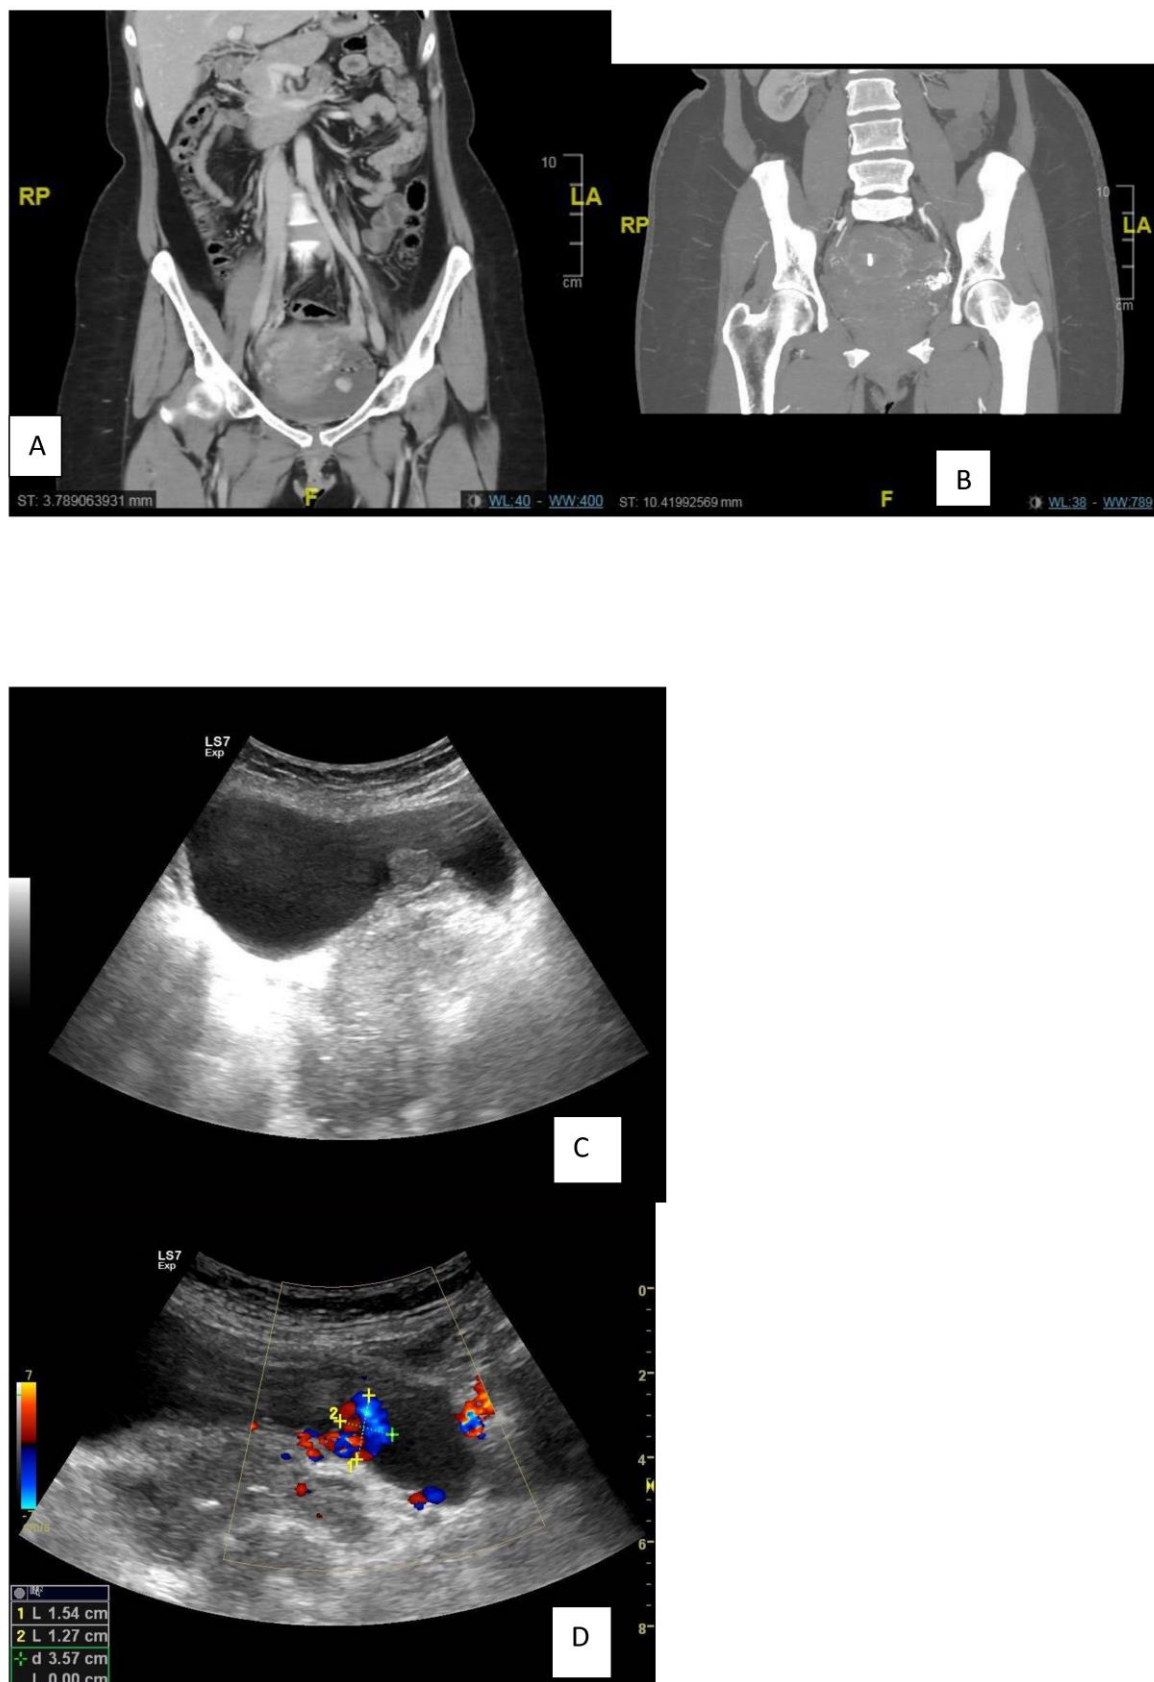 10
RP
LA
cm
A
ST: 3.789063931 mm
F
WL:40 - WW:400
10
RP
LA
cm
B
ST: 10.41992569 mm
F
WL:38 - WW:789
LS7
Exp
C
LS7
Exp
0
2
4
6
8
7
2
1
1 L 1.54 cm
2 L 1.27 cm
d 3.57 cm
L 0.00 cm
D